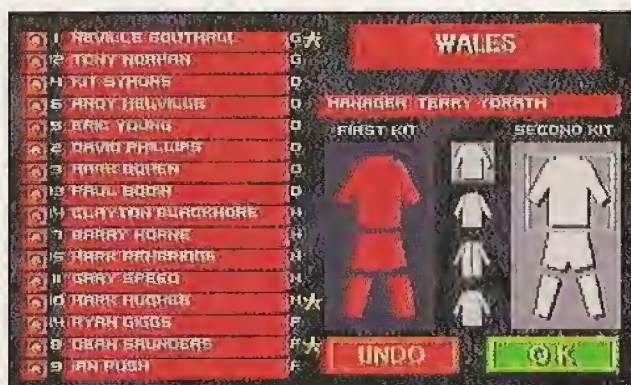 1 NEVILLE SOUTHALL G
12 TONY NORMAN G
4 KIT SYMONS D
6 ANDY MELVILLE D
5 ERIC YOUNG D
2 DAVID PHILLIPS D
3 MARK BOWEN D
13 PAUL BODIN D
CLAYTON BLACKMORE M
7 BARRY HORNE M
15 MARK PEMBRIDGE M
11 GARY SPEED M
10 MARK HUGHES M
14 RYAN GIGGS F
8 DEAN SAUNDERS F
9 IAN RUSH F
WALES
MANAGER: TERRY YORATH
FIRST KIT
SECOND KIT
UNDO
OK